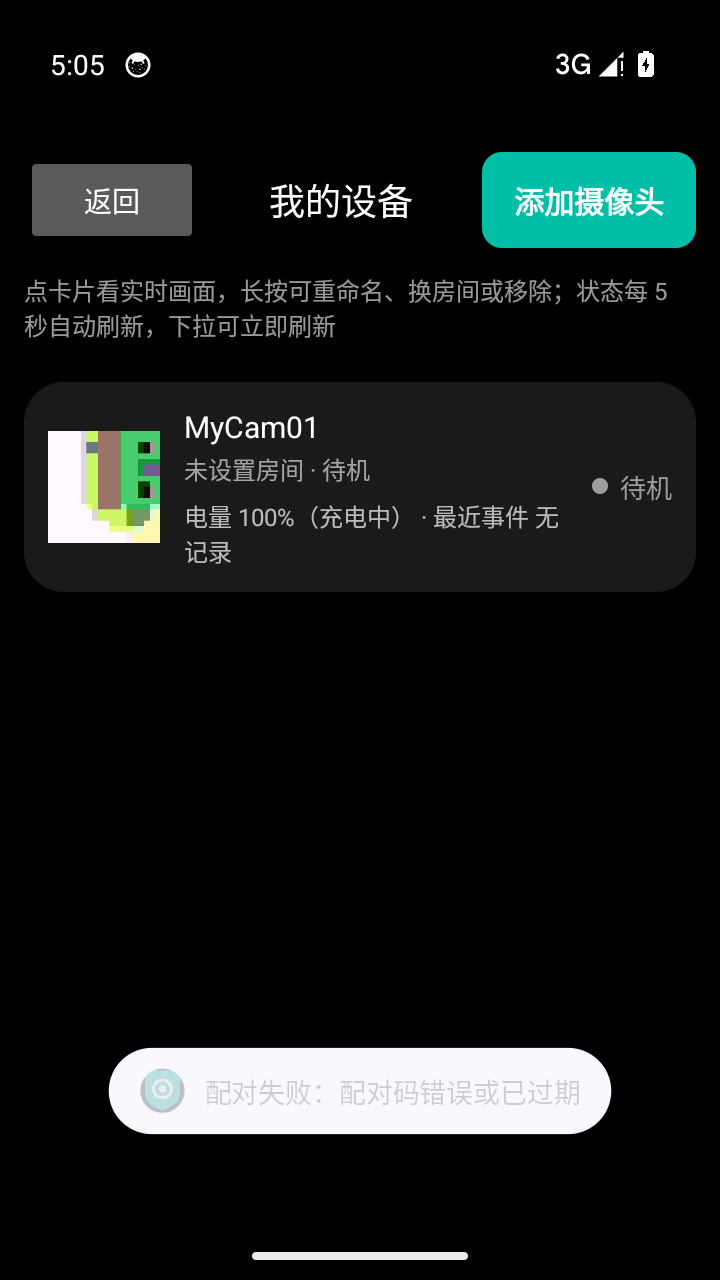 5:05
3G
返回
我的设备
添加摄像头
点卡片看实时画面，长按可重命名、换房间或移除；状态每 5
秒自动刷新，下拉可立即刷新
MyCam01
未设置房间 · 待机
电量 100%（充电中） · 最近事件 无
记录
待机
配对失败：配对码错误或已过期